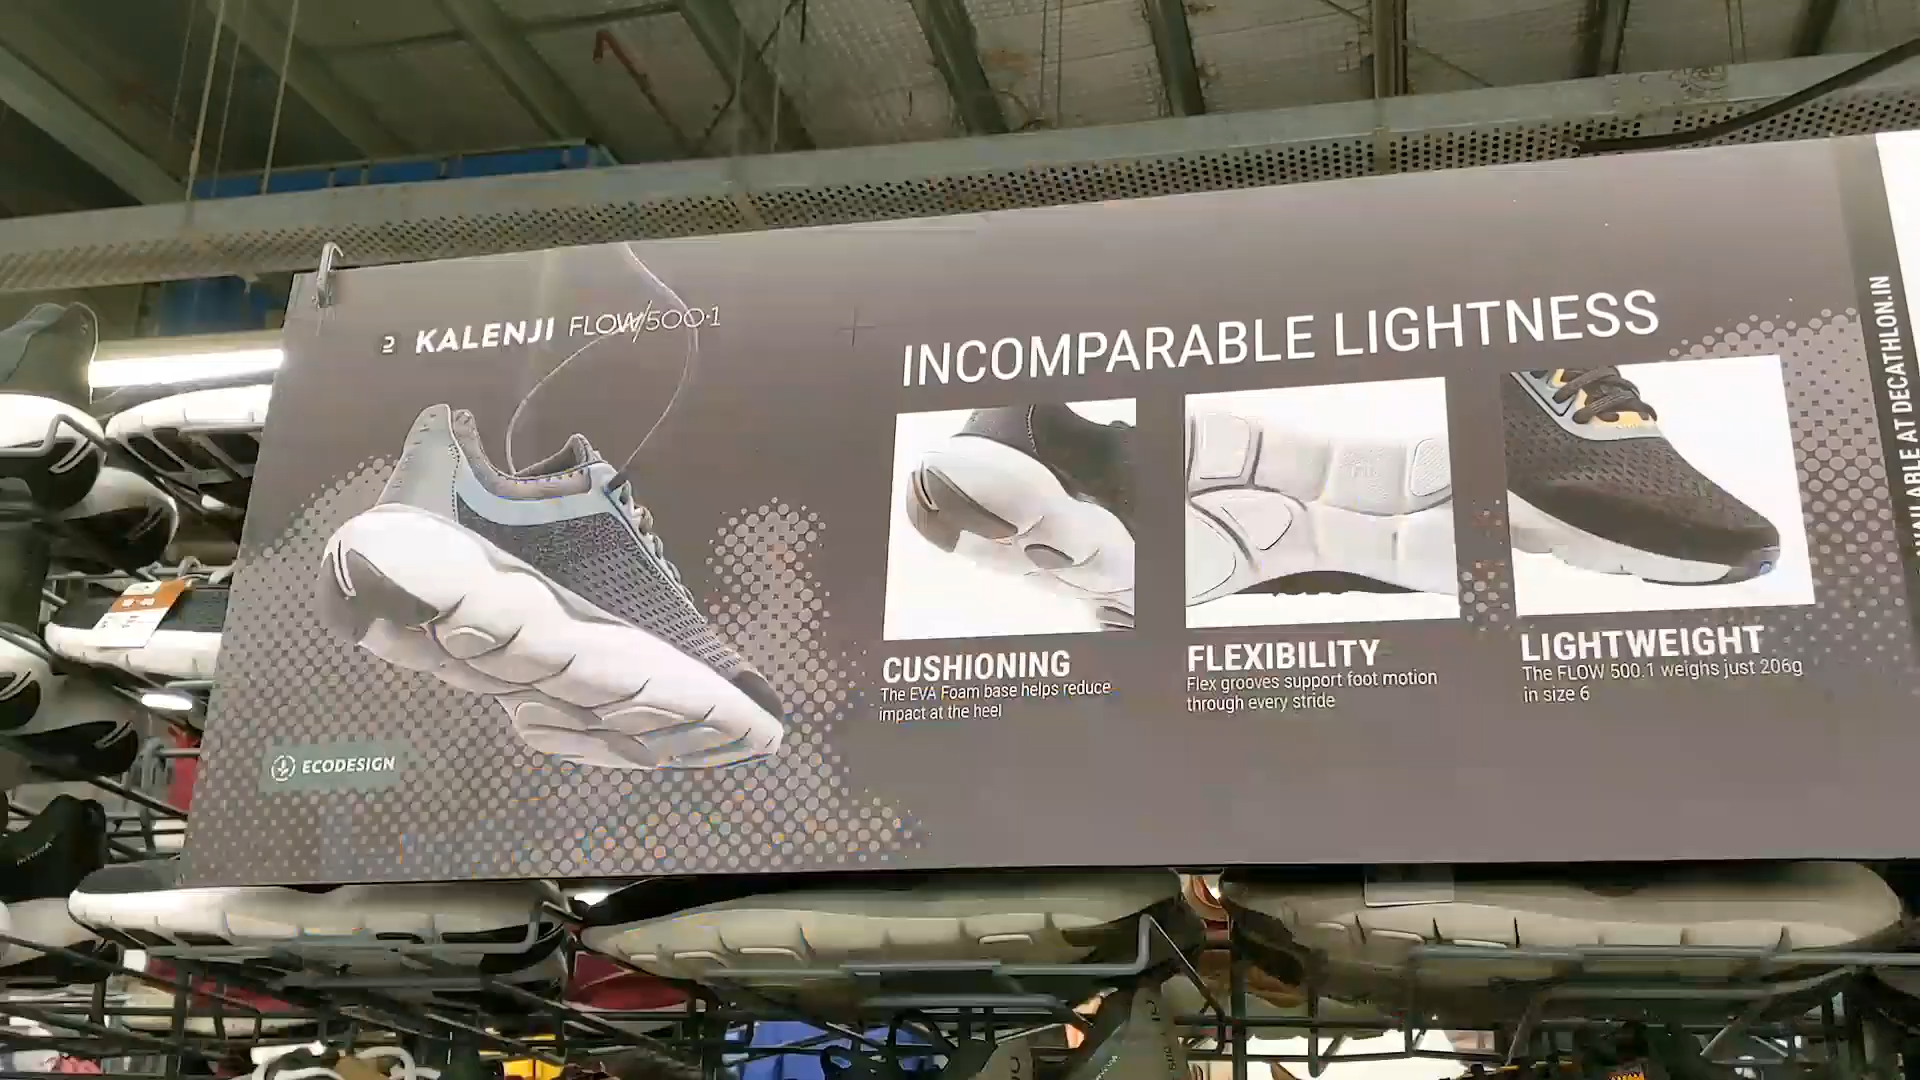 KALENJI FLOW/500·1
INCOMPARABLE LIGHTNESS
CUSHIONING
The EVA Foam base helps reduce
impact at the heel
FLEXIBILITY
Flex grooves support foot motion
through every stride
LIGHTWEIGHT
The FLOW 500.1 weighs just 206g
in size 6
ECODESIGN
AVAILABLE AT DECATHLON.IN